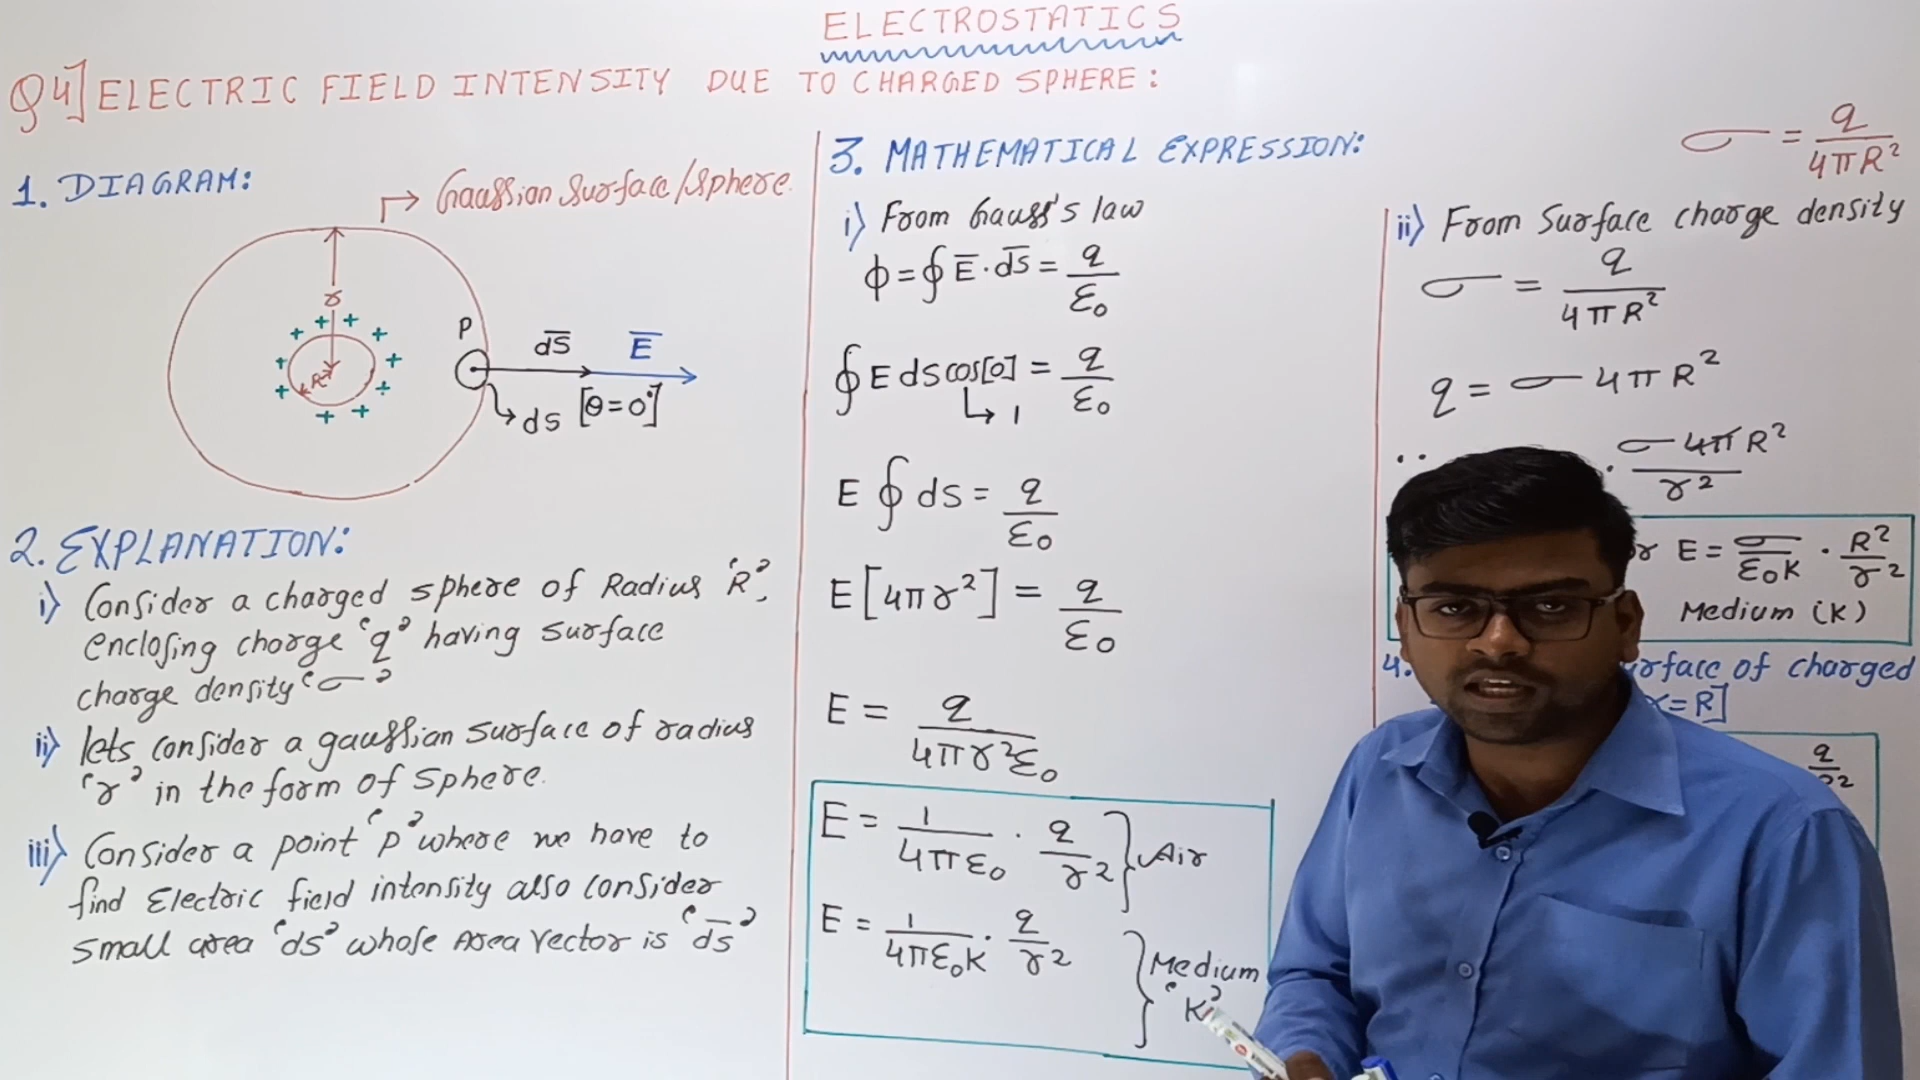 ELECTROSTATICS
Q4] ELECTRIC FIELD INTENSITY DUE TO CHARGED SPHERE:
1. DIAGRAM:
Gaussian Surface/Sphere
r
R
P
ds
E
ds
[θ=0°]
2. EXPLANATION:
i) Consider a charged sphere of Radius 'R',
enclosing charge 'q' having surface
charge density 'σ'
ii) lets consider a gaussian surface of radius
'r' in the form of sphere.
iii) Consider a point 'P' where we have to
find Electric field intensity also consider
small area 'ds' whose Area vector is 'd̅s̅'
3. MATHEMATICAL EXPRESSION:
i) From Gauss's law
ϕ = ∮ E̅ · d̅s̅ = q/ε₀
∮ E ds cos[0] = q/ε₀
↳ 1
E ∮ ds = q/ε₀
E [4πr²] = q/ε₀
E = q/4πr²ε₀
E = 1/4πε₀ · q/r² } Air
E = 1/4πε₀K · q/r² } Medium
'K'
σ = q/4πR²
ii) From Surface charge density
σ = q/4πR²
q = σ 4πR²
∴ · σ 4πR²/r²
E = σ/ε₀K · R²/r²
Medium (K)
4. of charged
=R]
q